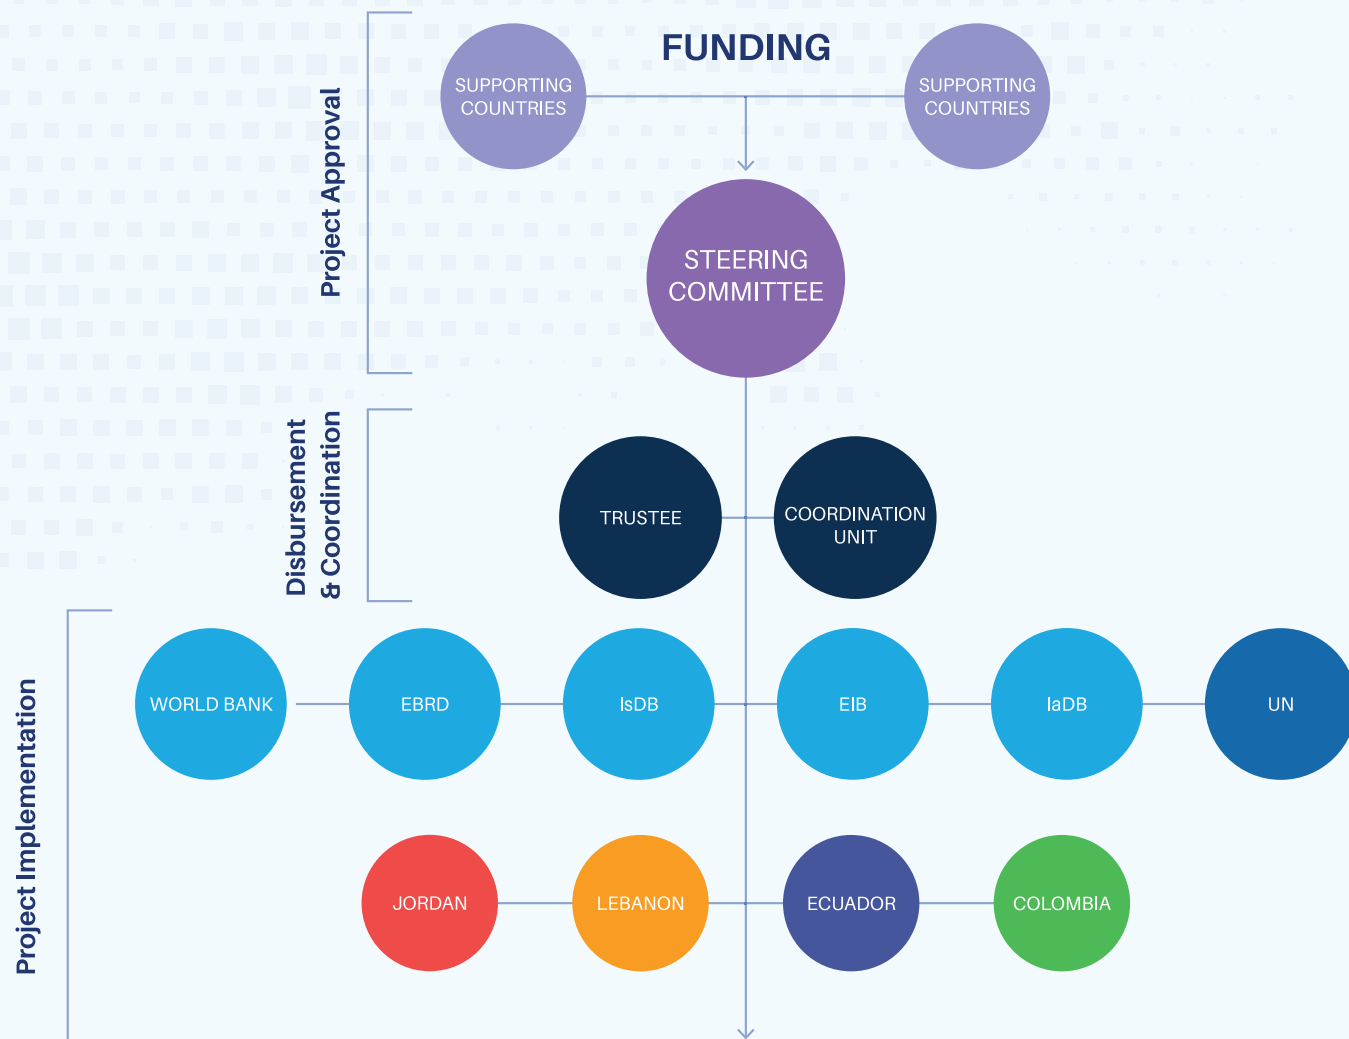 FUNDING
SUPPORTING
COUNTRIES
SUPPORTING
COUNTRIES
Project Approval
STEERING
COMMITTEE
Disbursement
& Coordination
TRUSTEE
COORDINATION
UNIT
Project Implementation
WORLD BANK
EBRD
IsDB
EIB
IaDB
UN
JORDAN
LEBANON
ECUADOR
COLOMBIA